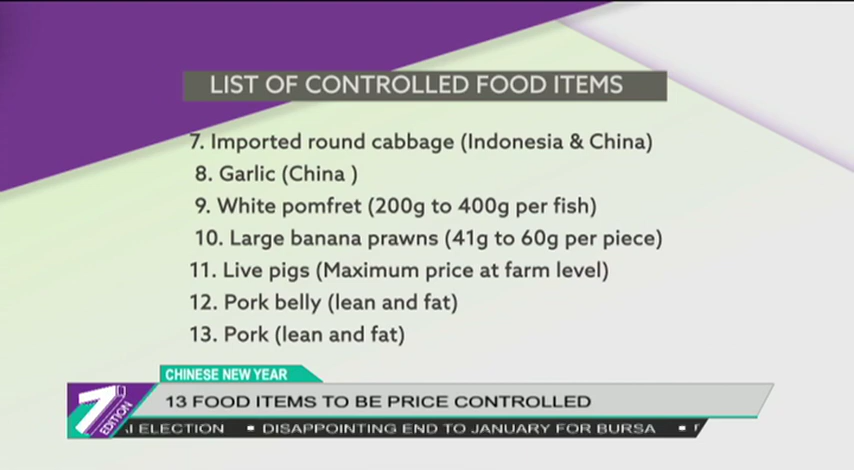 LIST OF CONTROLLED FOOD ITEMS
7. Imported round cabbage (Indonesia & China)
8. Garlic (China )
9. White pomfret (200g to 400g per fish)
10. Large banana prawns (41g to 60g per piece)
11. Live pigs (Maximum price at farm level)
12. Pork belly (lean and fat)
13. Pork (lean and fat)
CHINESE NEW YEAR
7 EDITION
13 FOOD ITEMS TO BE PRICE CONTROLLED
ELECTION ▪ DISAPPOINTING END TO JANUARY FOR BURSA ▪